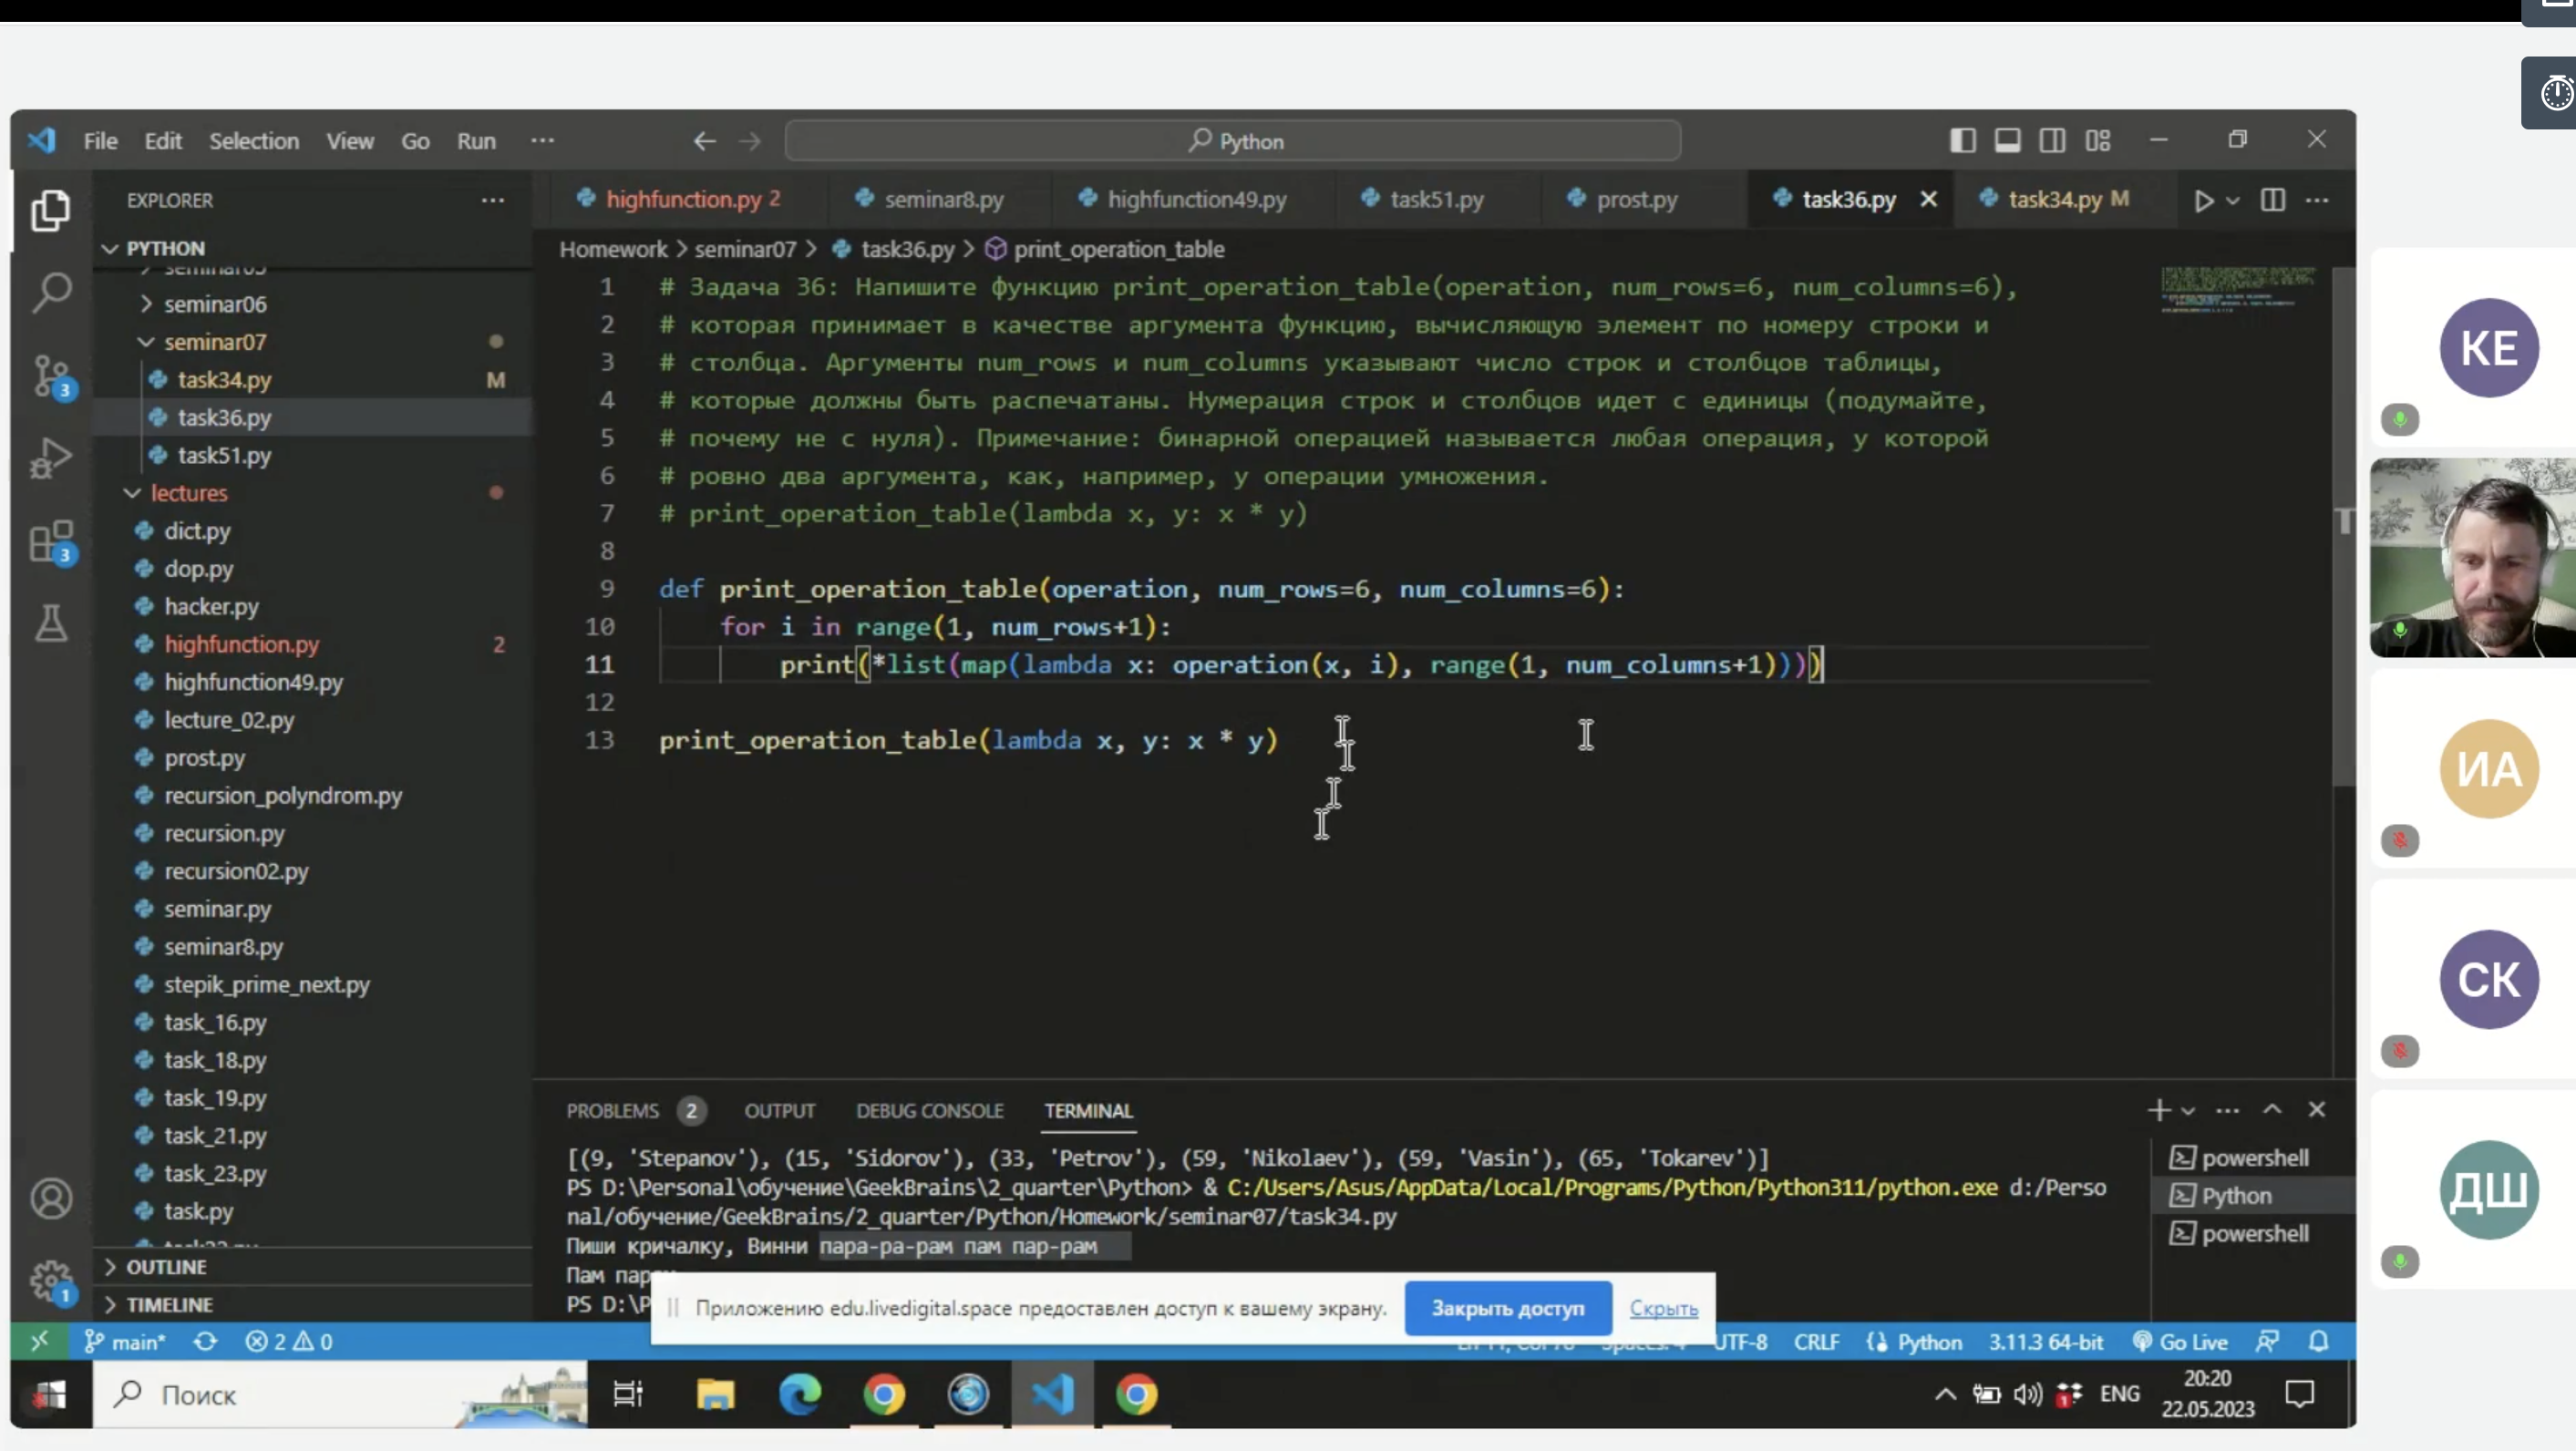 File Edit Selection View Go Run ...
Python
EXPLORER
PYTHON
seminar05
seminar06
seminar07
task34.py M
task36.py
task51.py
lectures
dict.py
dop.py
hacker.py
highfunction.py 2
highfunction49.py
lecture_02.py
prost.py
recursion_polyndrom.py
recursion.py
recursion02.py
seminar.py
seminar8.py
stepik_prime_next.py
task_16.py
task_18.py
task_19.py
task_21.py
task_23.py
task.py
OUTLINE
TIMELINE
3
3
1
highfunction.py 2 seminar8.py highfunction49.py task51.py prost.py task36.py task34.py M
Homework > seminar07 > task36.py > print_operation_table
1 # Задача 36: Напишите функцию print_operation_table(operation, num_rows=6, num_columns=6),
2 # которая принимает в качестве аргумента функцию, вычисляющую элемент по номеру строки и
3 # столбца. Аргументы num_rows и num_columns указывают число строк и столбцов таблицы,
4 # которые должны быть распечатаны. Нумерация строк и столбцов идет с единицы (подумайте,
5 # почему не с нуля). Примечание: бинарной операцией называется любая операция, у которой
6 # ровно два аргумента, как, например, у операции умножения.
7 # print_operation_table(lambda x, y: x * y)
8
9 def print_operation_table(operation, num_rows=6, num_columns=6):
10 for i in range(1, num_rows+1):
11 print(*list(map(lambda x: operation(x, i), range(1, num_columns+1))))
12
13 print_operation_table(lambda x, y: x * y)
PROBLEMS 2 OUTPUT DEBUG CONSOLE TERMINAL
[(9, 'Stepanov'), (15, 'Sidorov'), (33, 'Petrov'), (59, 'Nikolaev'), (59, 'Vasin'), (65, 'Tokarev')]
PS D:\Personal\обучение\GeekBrains\2_quarter\Python> & C:/Users/Asus/AppData/Local/Programs/Python/Python311/python.exe d:/Perso
nal/обучение/GeekBrains/2_quarter/Python/Homework/seminar07/task34.py
Пиши кричалку, Винни пара-ра-рам пам пар-рам
Пам
PS D:\P
powershell
Python
powershell
Приложению edu.livedigital.space предоставлен доступ к вашему экрану. Закрыть доступ Скрыть
main* 2 0 UTF-8 CRLF Python 3.11.3 64-bit Go Live
Поиск
ENG
20:20
22.05.2023
1
КЕ
ИА
СК
ДШ